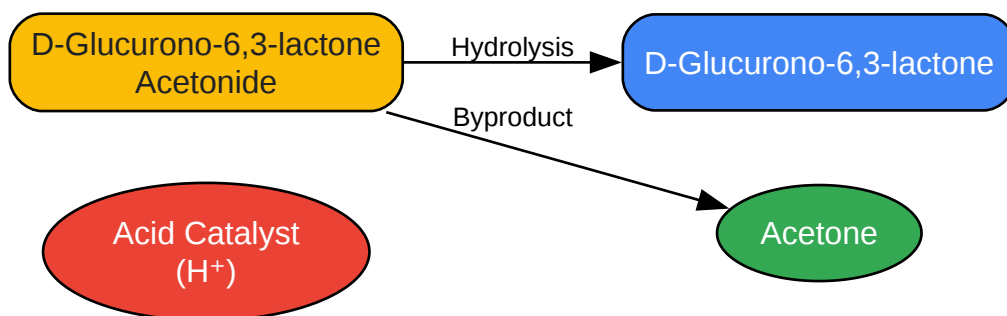 D-Glucurono-6,3-lactone
Acetonide
Hydrolysis
D-Glucurono-6,3-lactone
Byproduct
Acid Catalyst
(H⁺)
Acetone